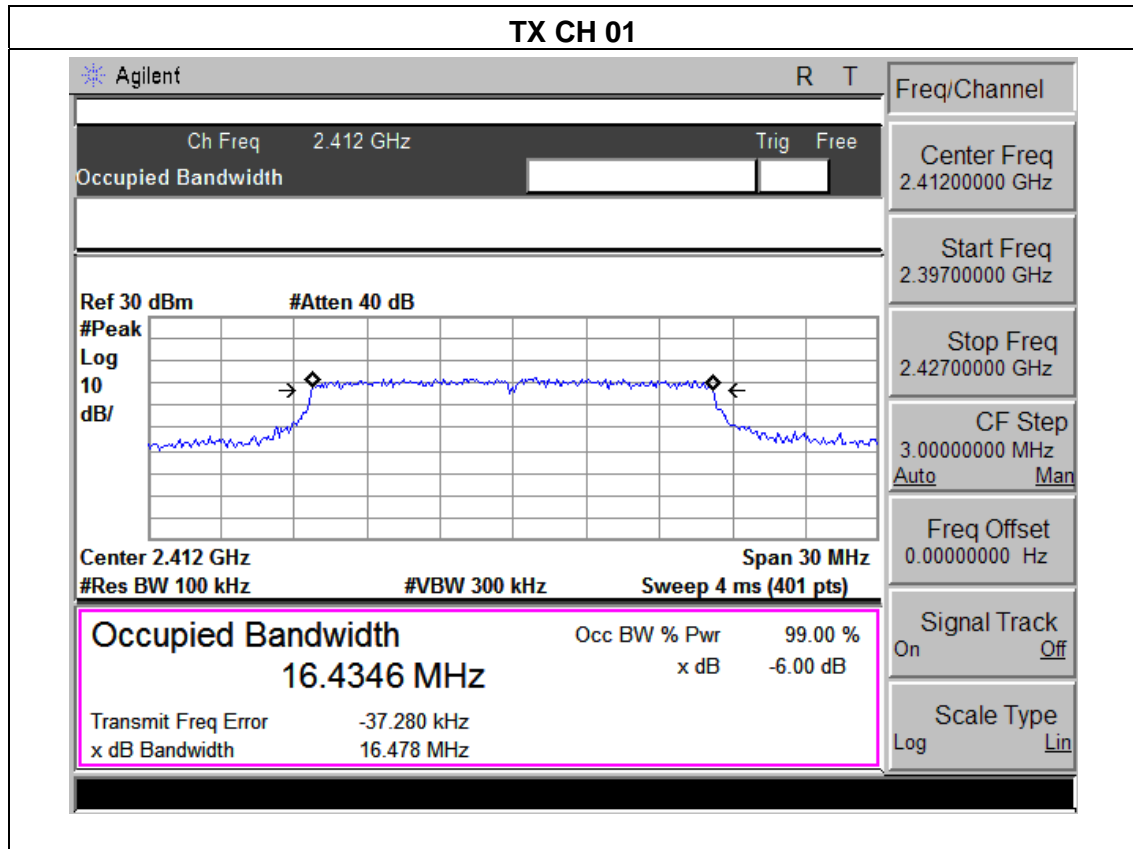 TX CH 01
Agilent R T
Ch Freq 2.412 GHz Trig Free
Occupied Bandwidth
Ref 30 dBm #Atten 40 dB
#Peak
Log
10
dB/
Center 2.412 GHz Span 30 MHz
#Res BW 100 kHz #VBW 300 kHz Sweep 4 ms (401 pts)
Occupied Bandwidth
16.4346 MHz
Occ BW % Pwr 99.00 %
x dB -6.00 dB
Transmit Freq Error -37.280 kHz
x dB Bandwidth 16.478 MHz
Freq/Channel
Center Freq
2.41200000 GHz
Start Freq
2.39700000 GHz
Stop Freq
2.42700000 GHz
CF Step
3.00000000 MHz
Auto Man
Freq Offset
0.00000000 Hz
Signal Track
On Off
Scale Type
Log Lin